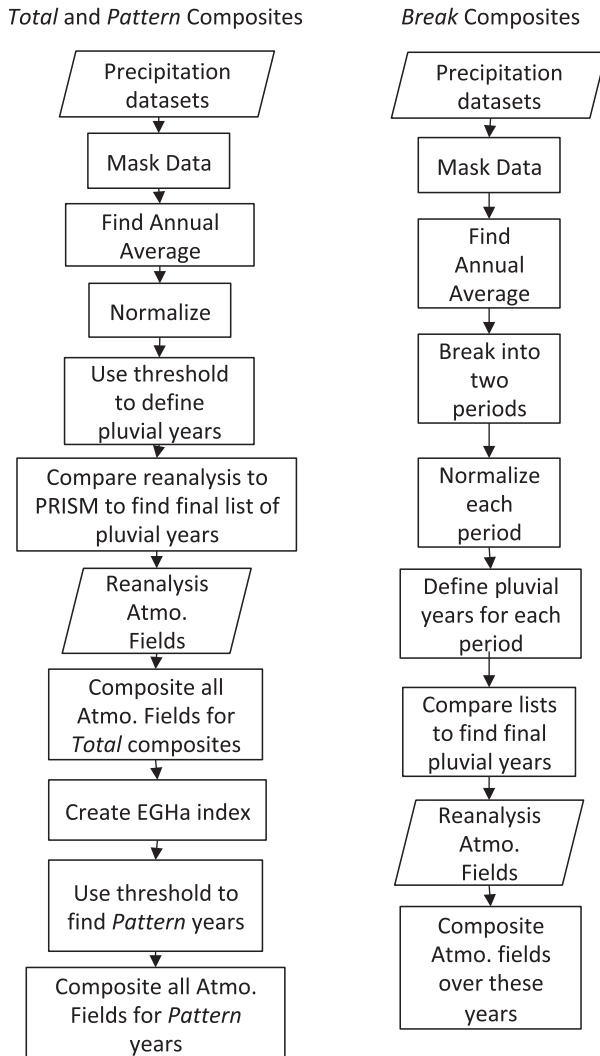 Total and Pattern Composites
Precipitation
datasets
Mask Data
Find Annual
Average
Normalize
Use threshold
to define
pluvial years
Compare reanalysis to
PRISM to find final list of
pluvial years
Reanalysis
Atmo.
Fields
Composite all
Atmo. Fields for
Total composites
Create EGHa index
Use threshold to
find Pattern years
Composite all Atmo.
Fields for Pattern
years
Break Composites
Precipitation
datasets
Mask Data
Find
Annual
Average
Break into
two
periods
Normalize
each
period
Define pluvial
years for each
period
Compare lists
to find final
pluvial years
Reanalysis
Atmo.
Fields
Composite
Atmo. fields
over these
years